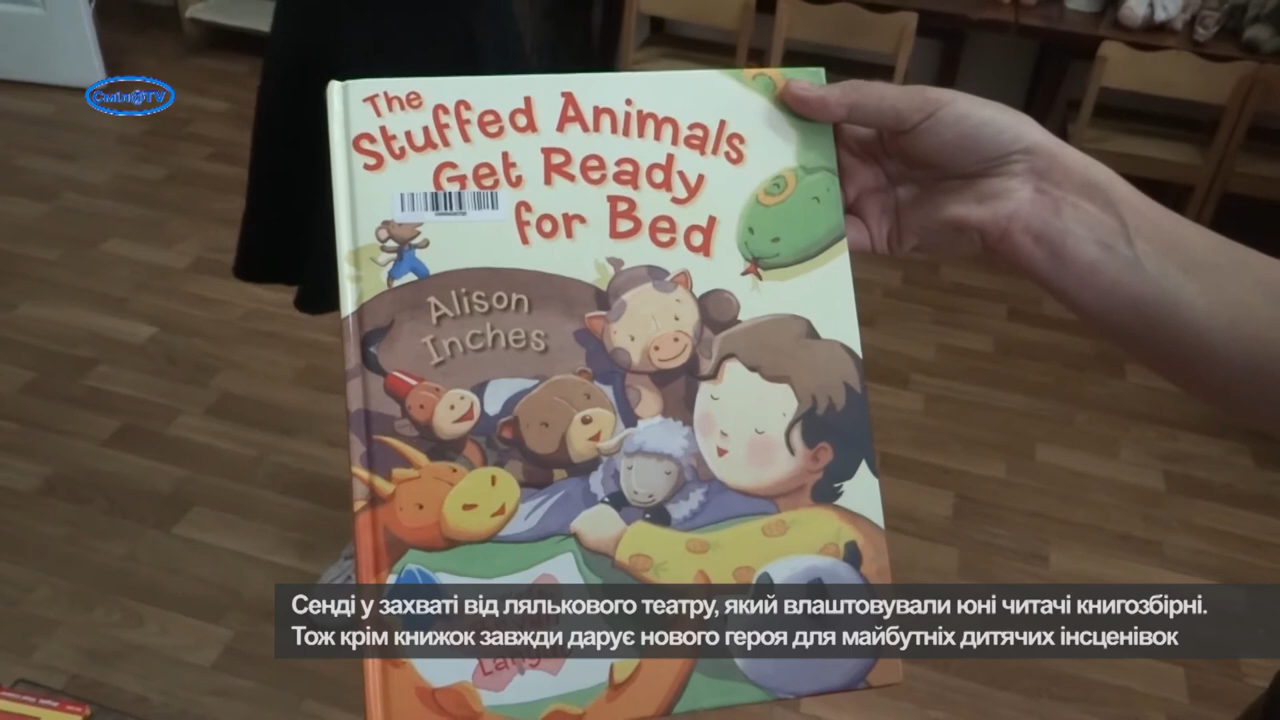 СмілаTV
The
Stuffed Animals
Get Ready
for Bed
Alison
Inches
Сенді у захваті від лялькового театру, який влаштовували юні читачі книгозбірні.
Тож крім книжок завжди дарує нового героя для майбутніх дитячих інсценівок